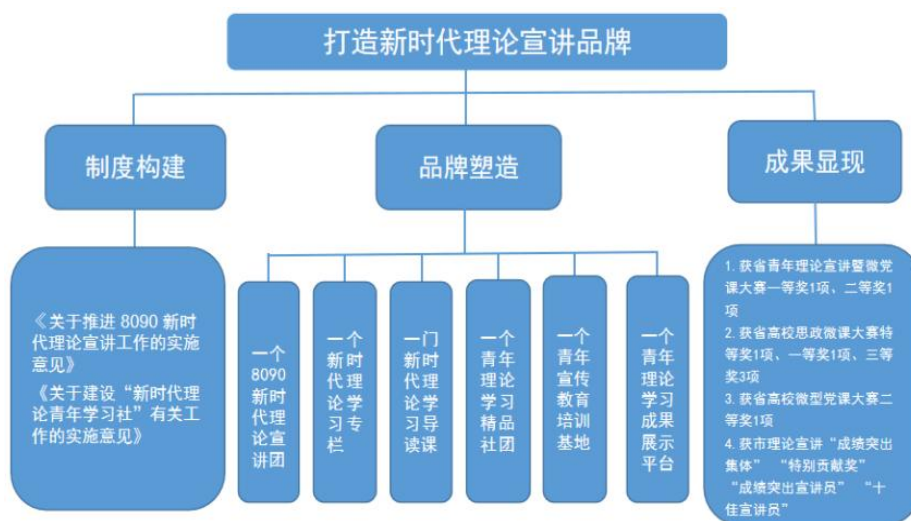 打造新时代理论宣讲品牌
制度构建
品牌塑造
成果显现
《关于推进 8090 新时
代理论宣讲工作的实施
意见》
《关于建设“新时代理
论青年学习社”有关工
作的实施意见》
一个
8090
新时
代理
论宣
讲团
一个
新时
代理
论学
习专
栏
一门
新时
代理
论学
习导
读课
一个
青年
理论
学习
精品
社团
一个
青年
宣传
教育
培训
基地
一个
青年
理论
学习
成果
展示
平台
1. 获省青年理论宣讲暨微党
课大赛一等奖1项、二等奖1
项
2. 获省高校思政微课大赛特
等奖1项、一等奖1项、三等
奖3项
3. 获省高校微型党课大赛二
等奖1项
4. 获市理论宣讲“成绩突出
集体” “特别贡献奖”
“成绩突出宣讲员” “十
佳宣讲员”